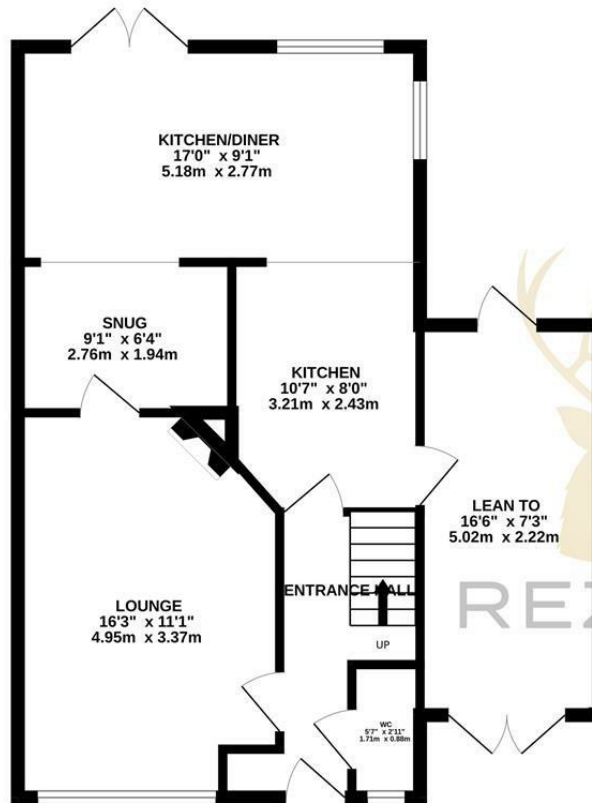 KITCHEN/DINER
17'0" x 9'1"
5.18m x 2.77m
SNUG
9'1" x 6'4"
2.76m x 1.94m
KITCHEN
10'7" x 8'0"
3.21m x 2.43m
LEAN TO
16'6" x 7'3"
5.02m x 2.22m
ENTRANCE HALL
LOUNGE
16'3" x 11'1"
4.95m x 3.37m
UP
WC
5'7" x 2'11"
1.71m x 0.88m